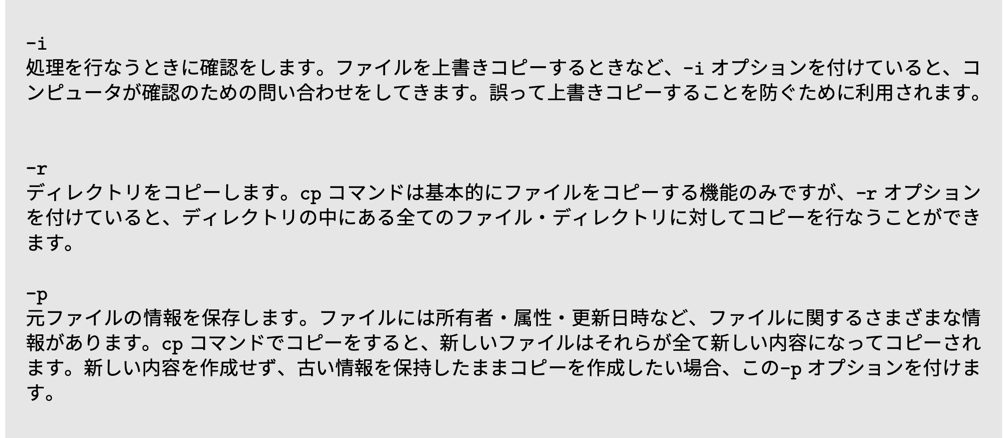 -i
処理を行なうときに確認をします。ファイルを上書きコピーするときなど、-i オプションを付けていると、コ
ンピュータが確認のための問い合わせをしてきます。誤って上書きコピーすることを防ぐために利用されます。
-r
ディレクトリをコピーします。cp コマンドは基本的にファイルをコピーする機能のみですが、-r オプション
を付けていると、ディレクトリの中にある全てのファイル・ディレクトリに対してコピーを行なうことができ
ます。
-p
元ファイルの情報を保存します。ファイルには所有者・属性・更新日時など、ファイルに関するさまざまな情
報があります。cp コマンドでコピーをすると、新しいファイルはそれらが全て新しい内容になってコピーされ
ます。新しい内容を作成せず、古い情報を保持したままコピーを作成したい場合、この-p オプションを付けま
す。